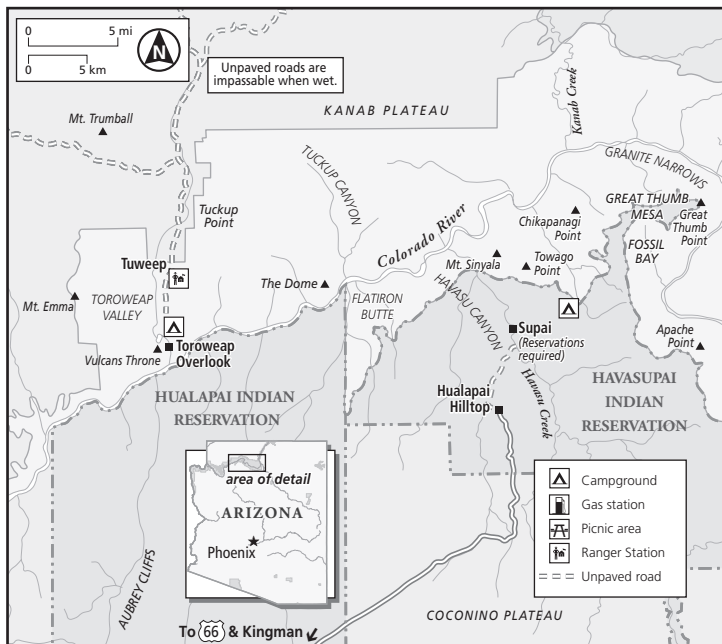 0 5 mi
0 5 km
N
Unpaved roads are
impassable when wet.
KANAB PLATEAU
Kanab Creek
Mt. Trumball
TUCKUP CANYON
GRANITE NARROWS
Tuckup
Point
Colorado River
Chikapanagi
Point
GREAT THUMB
MESA
Great
Thumb
Point
FOSSIL
BAY
Tuweep
The Dome
Mt. Sinyala
Towago
Point
Mt. Emma
TOROWEAP
VALLEY
FLATIRON
BUTTE
HAVASU CANYON
Supai
(Reservations
required)
Apache
Point
Vulcans Throne
Toroweap
Overlook
HUALAPAI INDIAN
RESERVATION
Hualapai
Hilltop
Havasu Creek
HAVASUPAI
INDIAN
RESERVATION
area of detail
ARIZONA
Phoenix
Campground
Gas station
Picnic area
Ranger Station
Unpaved road
AUBREY CLIFFS
COCONINO PLATEAU
To 66 & Kingman